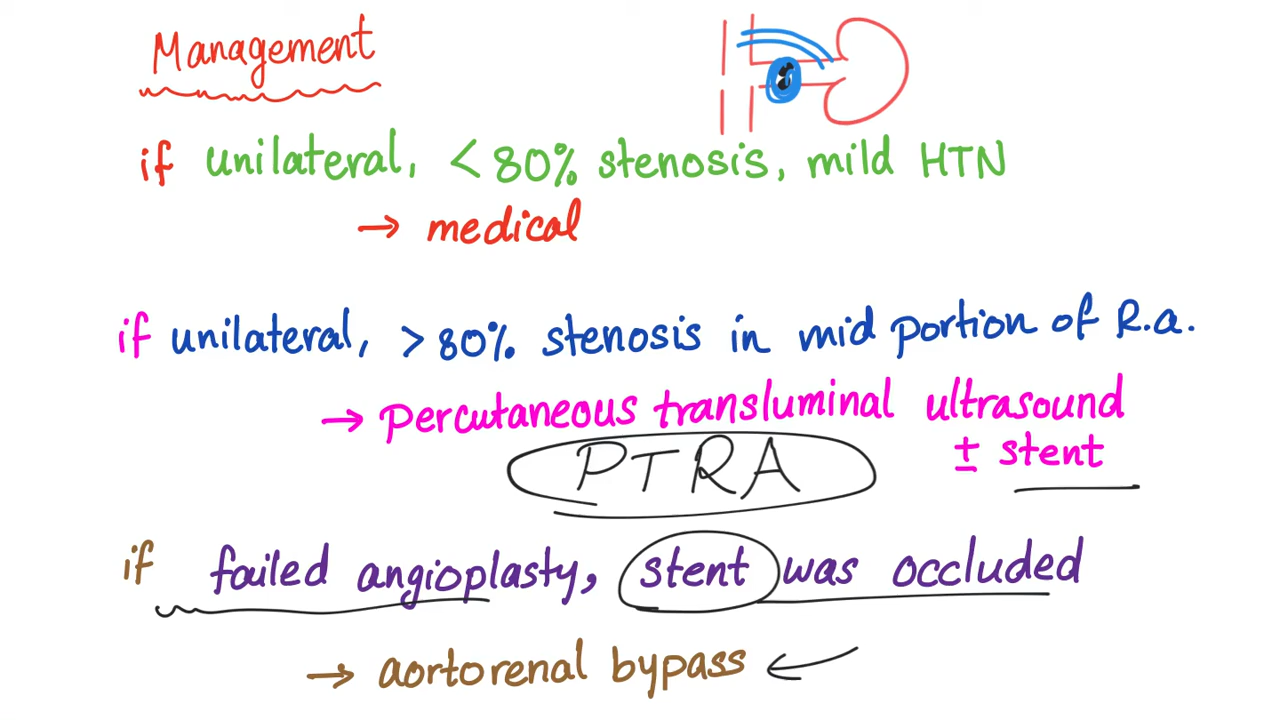 Management
if unilateral, < 80% stenosis, mild HTN
→ medical
if unilateral, > 80% stenosis in mid portion of R.a.
→ percutaneous transluminal ultrasound
± stent
PTRA
if failed angioplasty, stent was occluded
→ aortorenal bypass